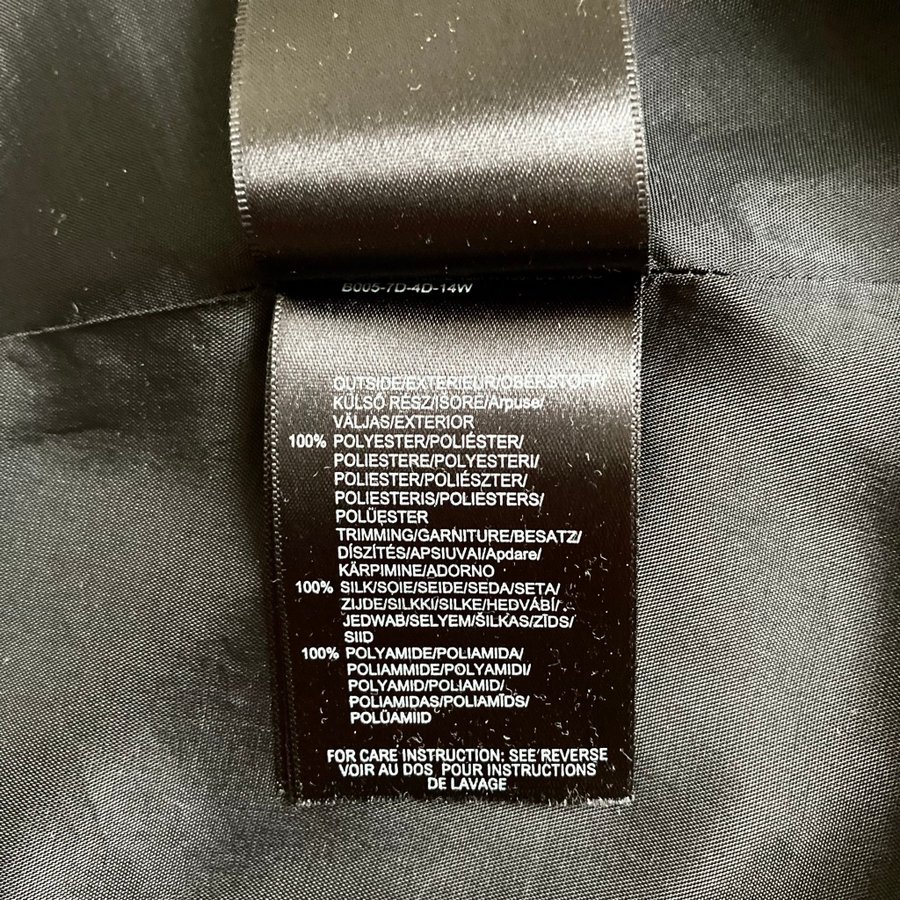 B005-7D-4D-14W
OUTSIDE/EXTERIEUR/OBERSTOFF/
KÜLSŐ RÉSZ/ISORE/Arpuse/
VÄLJAS/EXTERIOR
100% POLYESTER/POLIÉSTER/
POLIESTERE/POLYESTERI/
POLIESTER/POLIÉSZTER/
POLIESTERIS/POLIESTERS/
POLÜESTER
TRIMMING/GARNITURE/BESATZ/
DÍSZÍTÉS/APSIUVAI/Apdare/
KÄRPIMINE/ADORNO
100% SILK/SOIE/SEIDE/SEDA/SETA/
ZIJDE/SILKKI/SILKE/HEDVÁBÍ/
JEDWAB/SELYEM/ŠILKAS/ZĪDS/
SIID
100% POLYAMIDE/POLIAMIDA/
POLIAMMIDE/POLYAMIDI/
POLYAMID/POLIAMID/
POLIAMIDAS/POLIAMĪDS/
POLÜAMIID
FOR CARE INSTRUCTION: SEE REVERSE
VOIR AU DOS POUR INSTRUCTIONS
DE LAVAGE